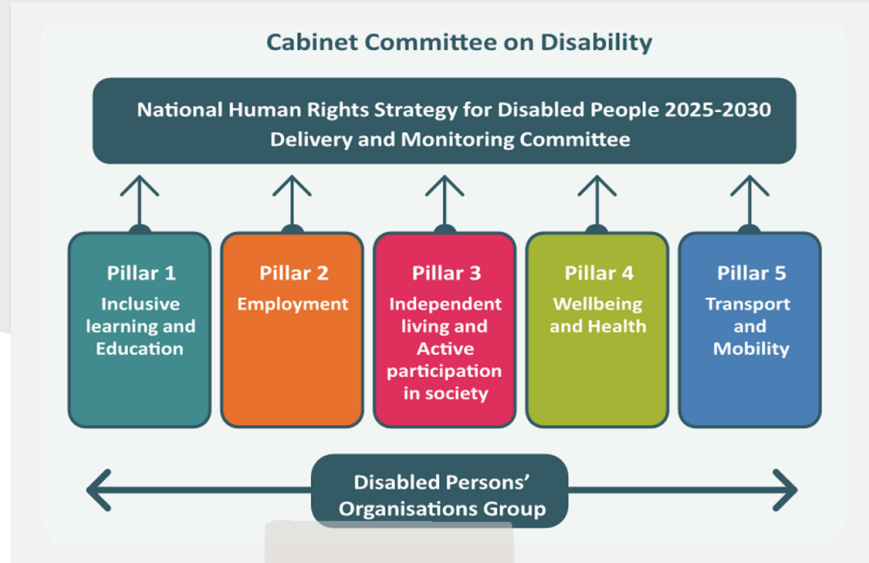 Cabinet Committee on Disability
National Human Rights Strategy for Disabled People 2025-2030
Delivery and Monitoring Committee
Pillar 1
Inclusive
learning and
Education
Pillar 2
Employment
Pillar 3
Independent
living and
Active
participation
in society
Pillar 4
Wellbeing
and Health
Pillar 5
Transport
and
Mobility
Disabled Persons’
Organisations Group